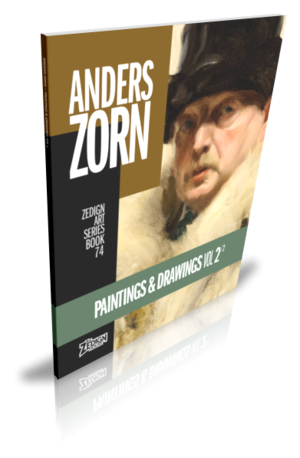 ANDERS
ZORN
ZEDIGN
ART
SERIES
BOOK
74
PAINTINGS & DRAWINGS VOL 2
ZEDIGN